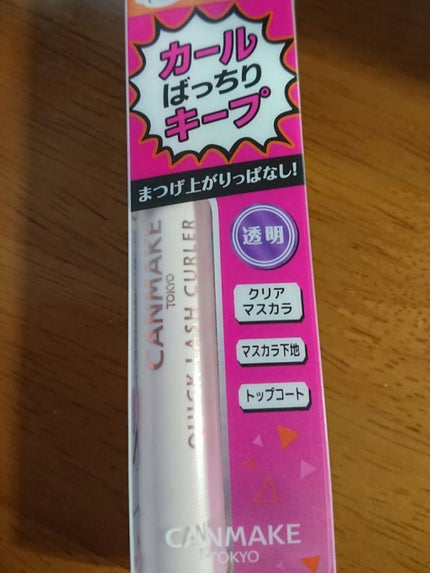 カール
ばっちり
キープ
まつげ上がりっぱなし!
透明
クリア
マスカラ
マスカラ下地
トップコート
CANMAKE
TOKYO
QUICK LASH CURLER
CANMAKE
TOKYO